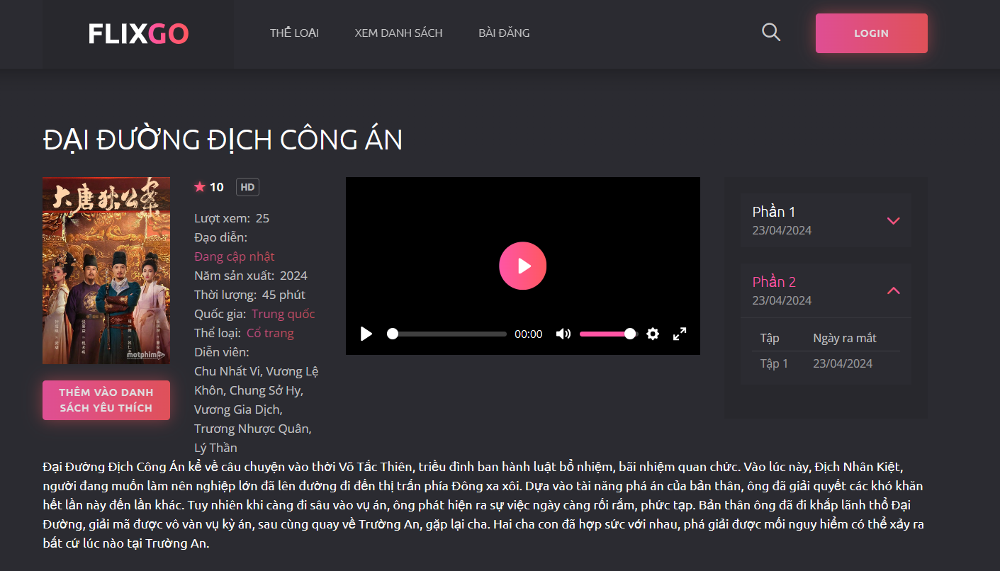 FLIXGO
THỂ LOẠI
XEM DANH SÁCH
BÀI ĐĂNG
LOGIN
ĐẠI ĐƯỜNG ĐỊCH CÔNG ÁN
大唐狄公案
motphim
THÊM VÀO DANH
SÁCH YÊU THÍCH
10 HD
Lượt xem: 25
Đạo diễn:
Đang cập nhật
Năm sản xuất: 2024
Thời lượng: 45 phút
Quốc gia: Trung quốc
Thể loại: Cổ trang
Diễn viên:
Chu Nhất Vi, Vương Lệ
Khôn, Chung Sở Hy,
Vương Gia Dịch,
Trương Nhược Quân,
Lý Thần
00:00
Phần 1
23/04/2024
Phần 2
23/04/2024
Tập Ngày ra mắt
Tập 1 23/04/2024
Đại Đường Địch Công Án kể về câu chuyện vào thời Võ Tắc Thiên, triều đình ban hành luật bổ nhiệm, bãi nhiệm quan chức. Vào lúc này, Địch Nhân Kiệt,
người đang muốn làm nên nghiệp lớn đã lên đường đi đến thị trấn phía Đông xa xôi. Dựa vào tài năng phá án của bản thân, ông đã giải quyết các khó khăn
hết lần này đến lần khác. Tuy nhiên khi càng đi sâu vào vụ án, ông phát hiện ra sự việc ngày càng rối rắm, phức tạp. Bản thân ông đã đi khắp lãnh thổ Đại
Đường, giải mã được vô vàn vụ kỳ án, sau cùng quay về Trường An, gặp lại cha. Hai cha con đã hợp sức với nhau, phá giải được mối nguy hiểm có thể xảy ra
bất cứ lúc nào tại Trường An.